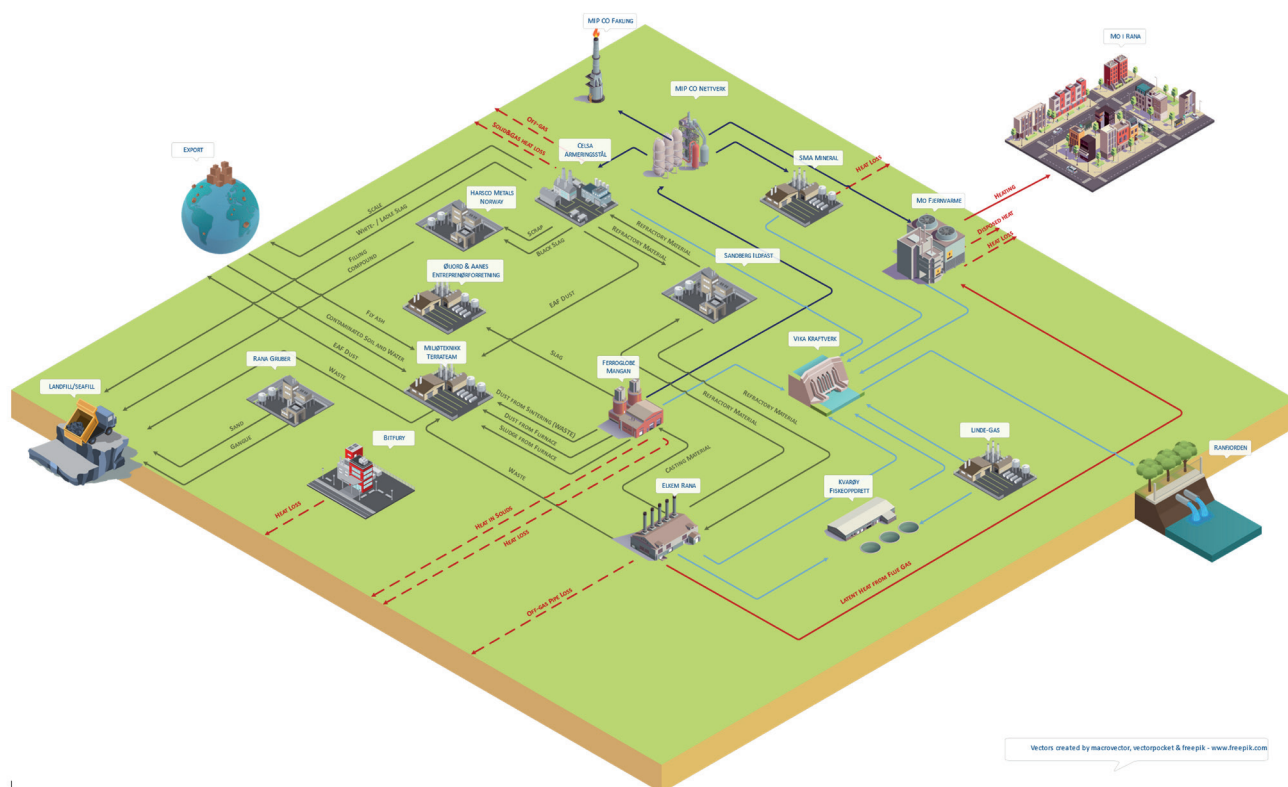 MIP CO Fakling
Mo i Rana
MIP CO Nettverk
Off-gas
Solid&gas heat loss
Celsa
Armeringsstål
Export
SMA Mineral
Heat Loss
Harsco Metals
Norway
Mo Fjernvarme
Heating
Disposed heat
Heat Loss
Scale
White- / Ladle Slag
Scrap
Black Slag
Refractory Material
Refractory Material
Sandberg Ildfast
Filling
Compound
Øijord & Aanes
Entreprenørforretning
EAF Dust
Fly ash
Contaminated Soil and Water
EAF Dust
Slag
Vika Kraftverk
Miljøteknikk
Terrateam
Rana Gruber
Ferroglobe
Mangan
Waste
Landfill/Seafill
Dust from Sintering (Waste)
Dust from Furnace
Sludge from Furnace
Refractory Material
Refractory Material
Sand
Gangue
Bitfury
Linde-Gas
Ranfjorden
Waste
Casting Material
Elkem Rana
Kvarøy
Fiskeoppdrett
Heat Loss
Heat in Solids
Heat loss
Off-gas Pipe Loss
Latent Heat from Flue Gas
Vectors created by macrovector, vectorpocket & freepik - www.freepik.com